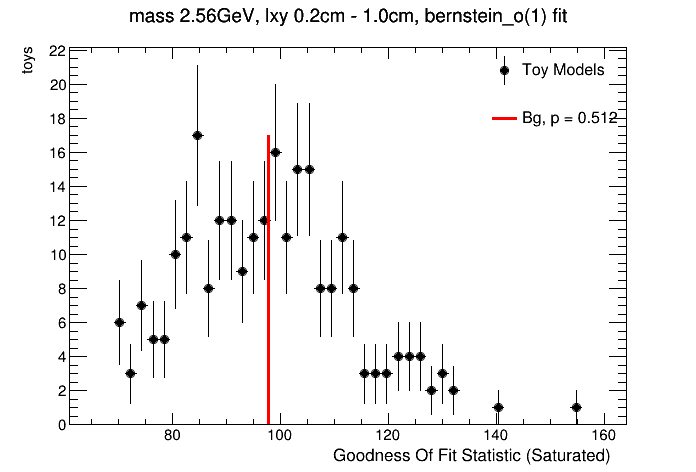 mass 2.56GeV, lxy 0.2cm - 1.0cm, bernstein_o(1) fit
toys
22
20
18
16
14
12
10
8
6
4
2
0
Toy Models
Bg, p = 0.512
80 100 120 140 160
Goodness Of Fit Statistic (Saturated)